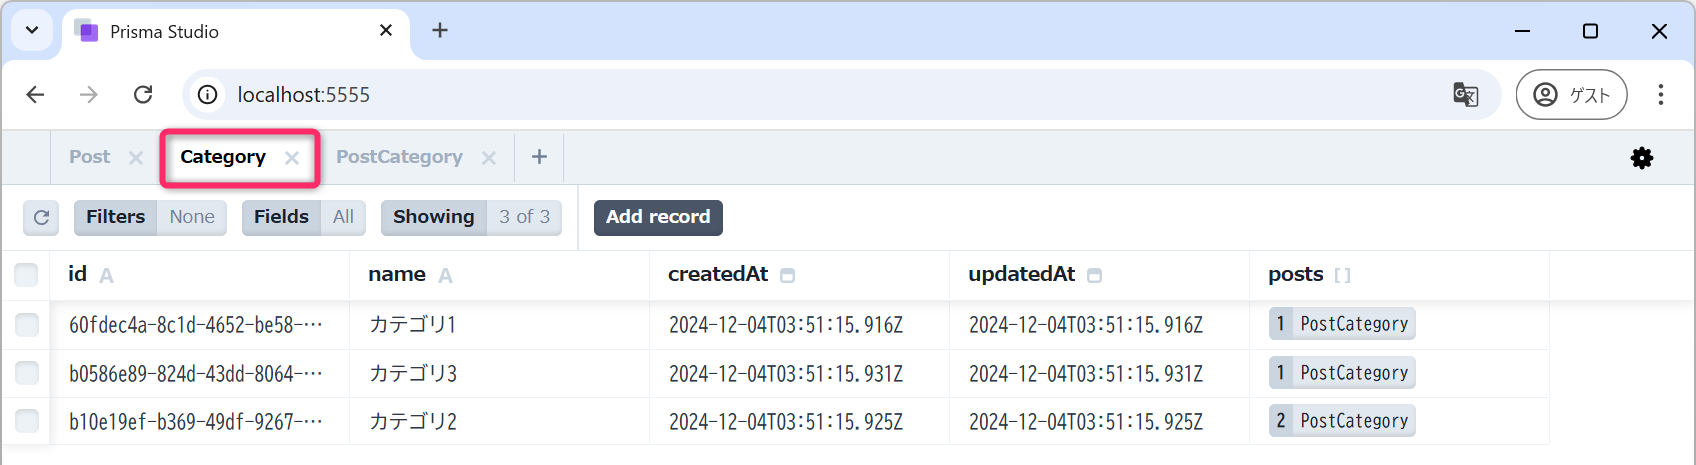 Prisma Studio
localhost:5555 ゲスト
Post Category PostCategory
Filters None Fields All Showing 3 of 3 Add record
id A name A createdAt updatedAt posts []
60fdec4a-8c1d-4652-be58-… カテゴリ1 2024-12-04T03:51:15.916Z 2024-12-04T03:51:15.916Z 1 PostCategory
b0586e89-824d-43dd-8064-… カテゴリ3 2024-12-04T03:51:15.931Z 2024-12-04T03:51:15.931Z 1 PostCategory
b10e19ef-b369-49df-9267-… カテゴリ2 2024-12-04T03:51:15.925Z 2024-12-04T03:51:15.925Z 2 PostCategory